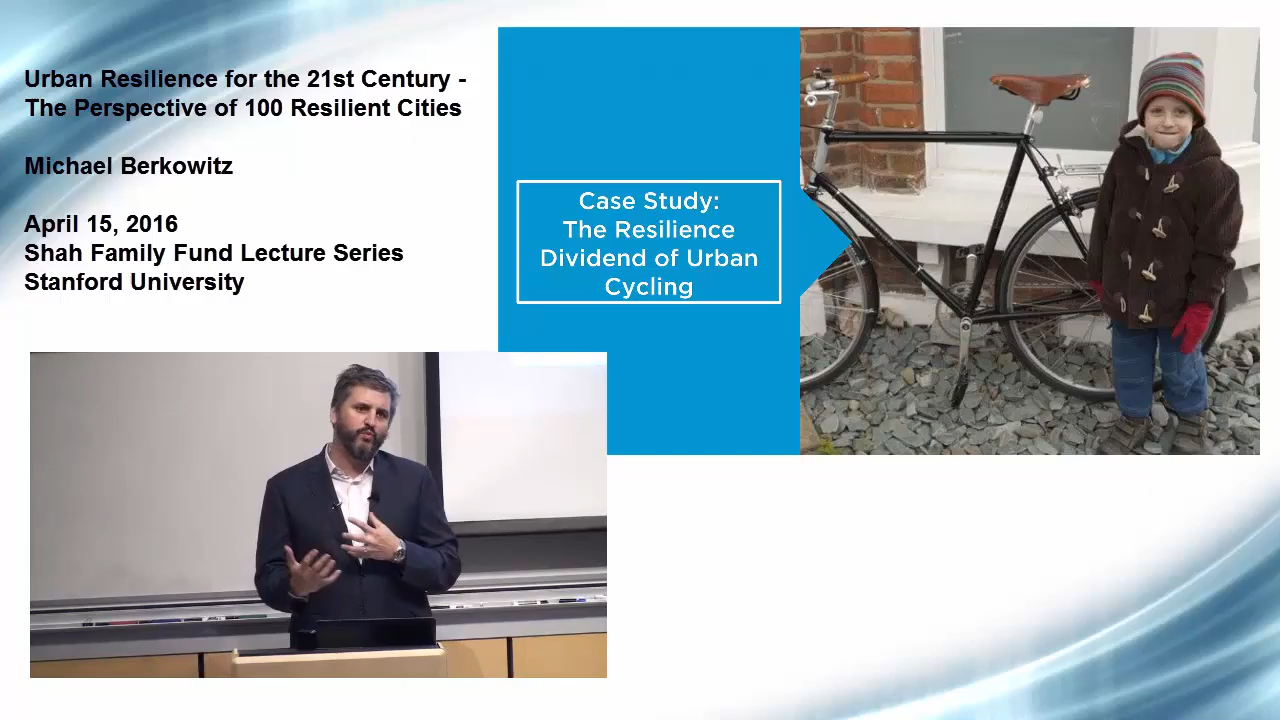 Urban Resilience for the 21st Century -
The Perspective of 100 Resilient Cities
Michael Berkowitz
April 15, 2016
Shah Family Fund Lecture Series
Stanford University
Case Study:
The Resilience
Dividend of Urban
Cycling